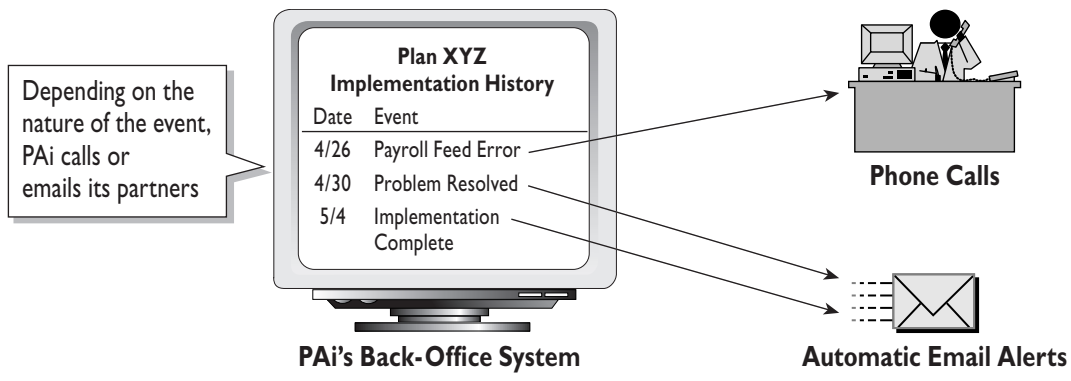 Depending on the
nature of the event,
PAi calls or
emails its partners
Plan XYZ
Implementation History
Date Event
4/26 Payroll Feed Error
4/30 Problem Resolved
5/4 Implementation
Complete
PAi's Back-Office System
Phone Calls
Automatic Email Alerts